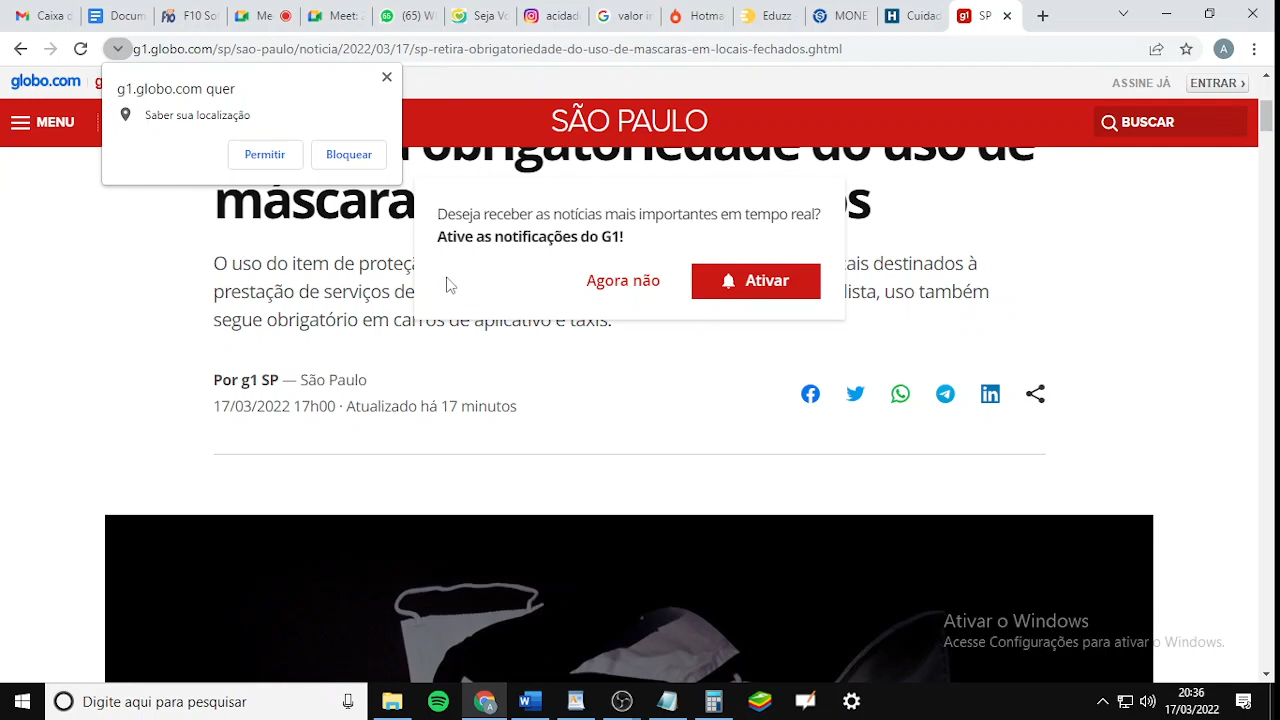 Caixa
Docum
F10 So
Meet
Meet
(65) W
Seja Vo
acidad
valor ir
Hotma
Eduzz
MONE
Cuidad
SP
g1.globo.com/sp/sao-paulo/noticia/2022/03/17/sp-retira-obrigatoriedade-do-uso-de-mascaras-em-locais-fechados.ghtml
A
globo.com
g
ASSINE JÁ
ENTRAR ›
g1.globo.com quer
Saber sua localização
Permitir
Bloquear
MENU
SÃO PAULO
BUSCAR
obrigatoriedade do uso de
máscara
os
Deseja receber as notícias mais importantes em tempo real?
Ative as notificações do G1!
Agora não
Ativar
O uso do item de proteç
ais destinados à
prestação de serviços de
lista, uso também
segue obrigatório em carros de aplicativo e táxis.
Por g1 SP — São Paulo
17/03/2022 17h00 · Atualizado há 17 minutos
Ativar o Windows
Acesse Configurações para ativar o Windows.
Digite aqui para pesquisar
20:36
17/03/2022